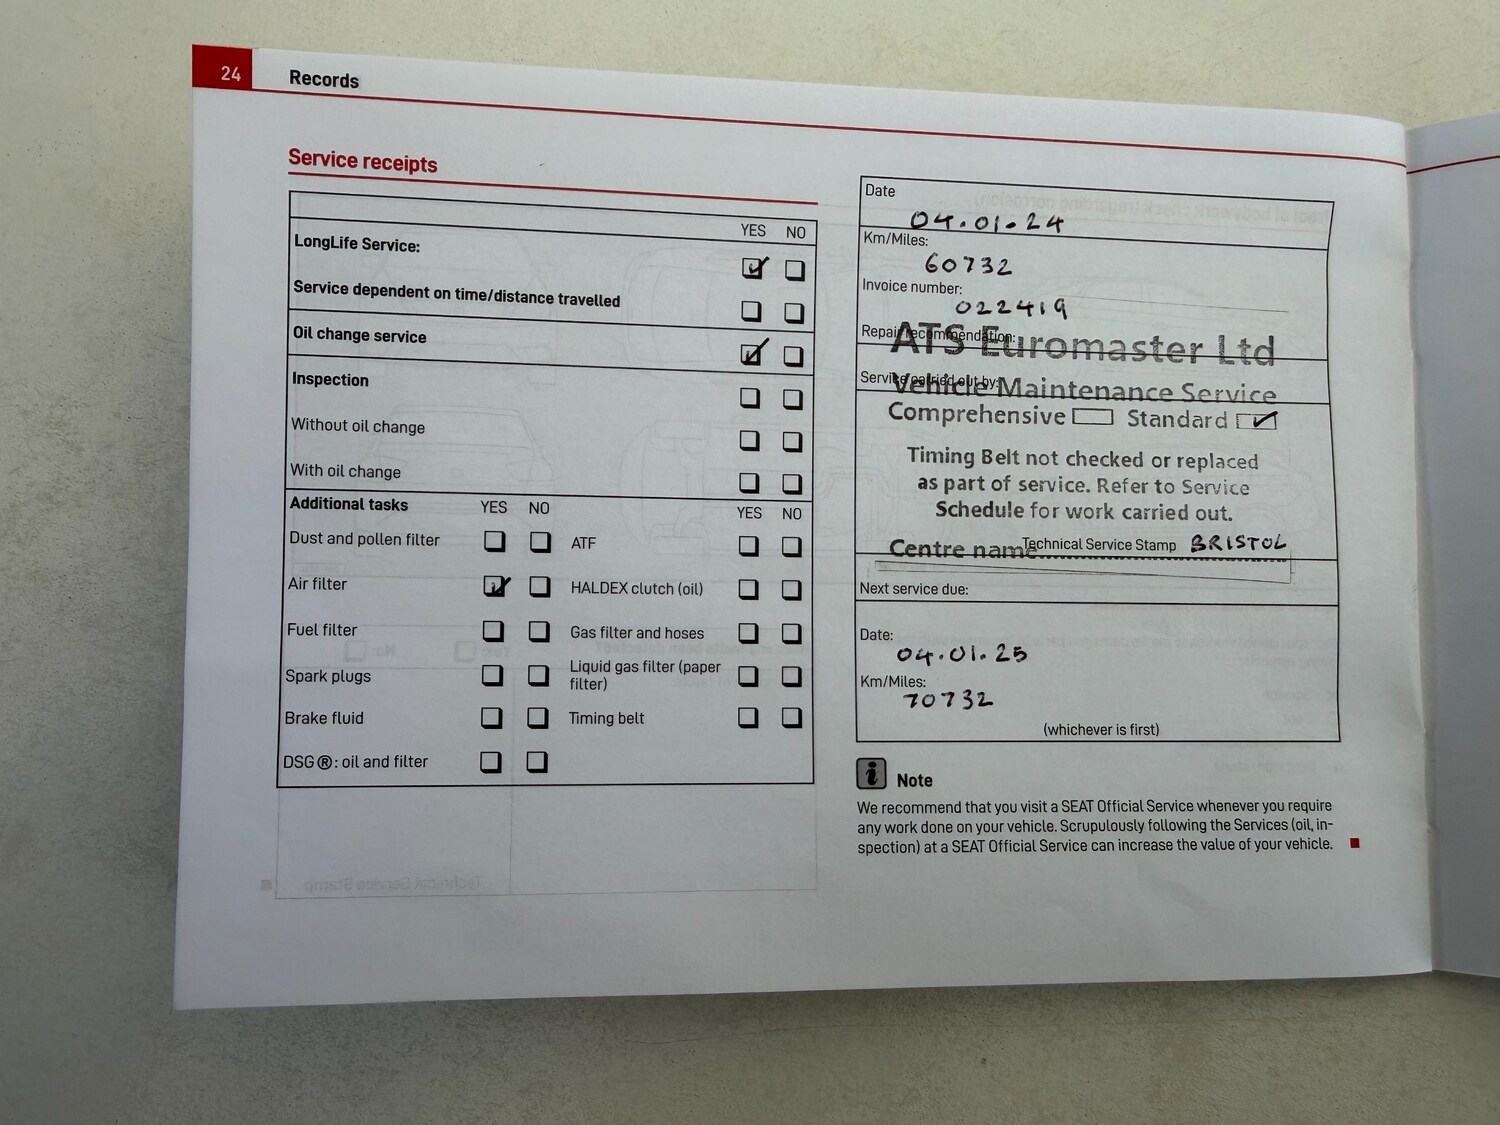 24 Records
Service receipts
YES NO
LongLife Service:
Service dependent on time/distance travelled
Oil change service
Inspection
Without oil change
With oil change
Additional tasks YES NO YES NO
Dust and pollen filter ATF
Air filter HALDEX clutch (oil)
Fuel filter Gas filter and hoses
Spark plugs Liquid gas filter (paper
filter)
Brake fluid Timing belt
DSG®: oil and filter
Date
04.01.24
Km/Miles:
60732
Invoice number:
022419
Repair recommendation:
ATS Euromaster Ltd
Service carried out by:
Vehicle Maintenance Service
Comprehensive Standard
Timing Belt not checked or replaced
as part of service. Refer to Service
Schedule for work carried out.
Centre name Technical Service Stamp BRISTOL
Next service due:
Date:
04.01.25
Km/Miles:
70732
(whichever is first)
i Note
We recommend that you visit a SEAT Official Service whenever you require
any work done on your vehicle. Scrupulously following the Services (oil, in-
spection) at a SEAT Official Service can increase the value of your vehicle.